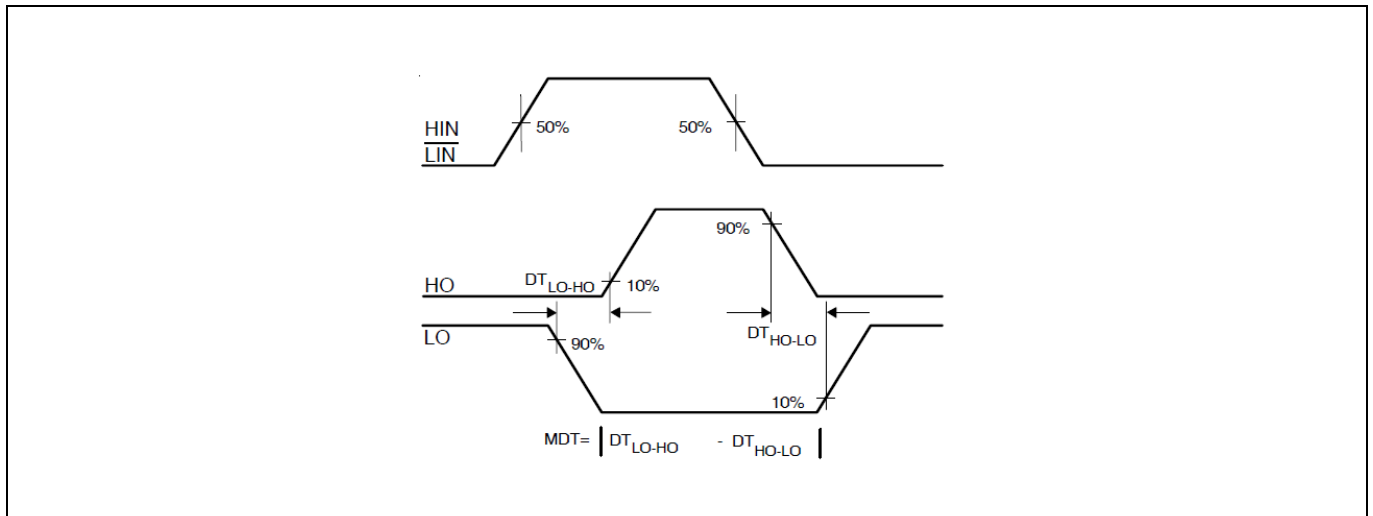 HIN
LIN
50%
50%
HO
DT LO-HO
10%
90%
LO
90%
DT HO-LO
10%
MDT= | DT LO-HO - DT HO-LO |